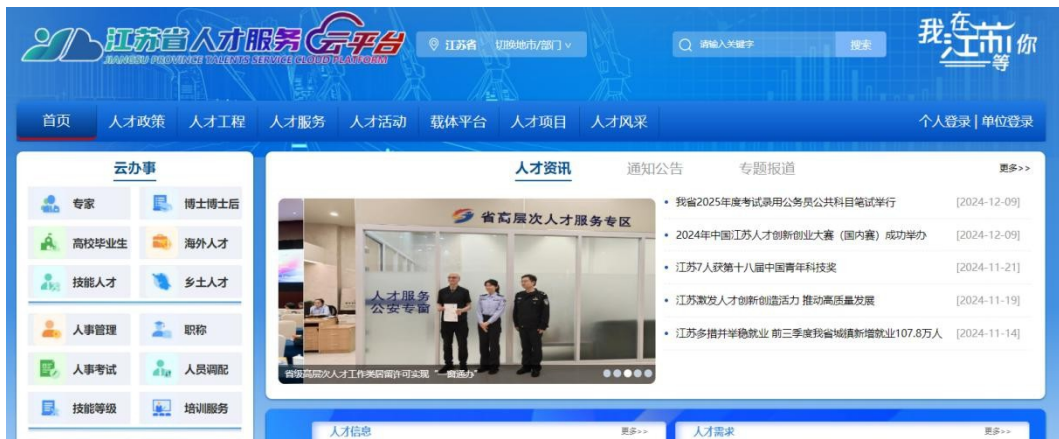 江苏省人才服务云平台
JIANGSU PROVINCE TALENTS SERVICE CLOUD PLATFORM
江苏省 切换地市/部门
请输入关键字 搜索
我在江苏等你
首页 人才政策 人才工程 人才服务 人才活动 载体平台 人才项目 人才风采 个人登录 | 单位登录
云办事
专家 博士博士后
高校毕业生 海外人才
技能人才 乡土人才
人事管理 职称
人事考试 人员调配
技能等级 培训服务
人才资讯 通知公告 专题报道 更多>>
省高层次人才服务专区
人才服务
公安专窗
省级高层次人才工作类居留许可实现“一窗通办”
• 我省2025年度考试录用公务员公共科目笔试举行 [2024-12-09]
• 2024年中国江苏人才创新创业大赛（国内赛）成功举办 [2024-12-09]
• 江苏7人获第十八届中国青年科技奖 [2024-11-21]
• 江苏激发人才创新创造活力 推动高质量发展 [2024-11-19]
• 江苏多措并举稳就业 前三季度我省城镇新增就业107.8万人 [2024-11-14]
人才信息 更多>>
人才需求 更多>>